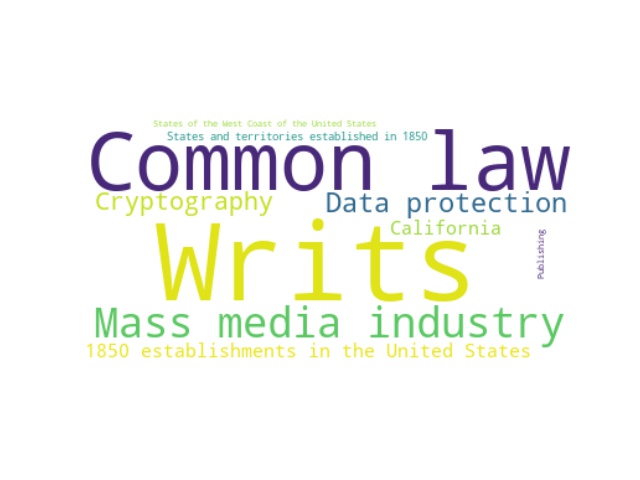 States of the West Coast of the United States
States and territories established in 1850
Common law
Cryptography
Data protection
California
Writs
Publishing
Mass media industry
1850 establishments in the United States